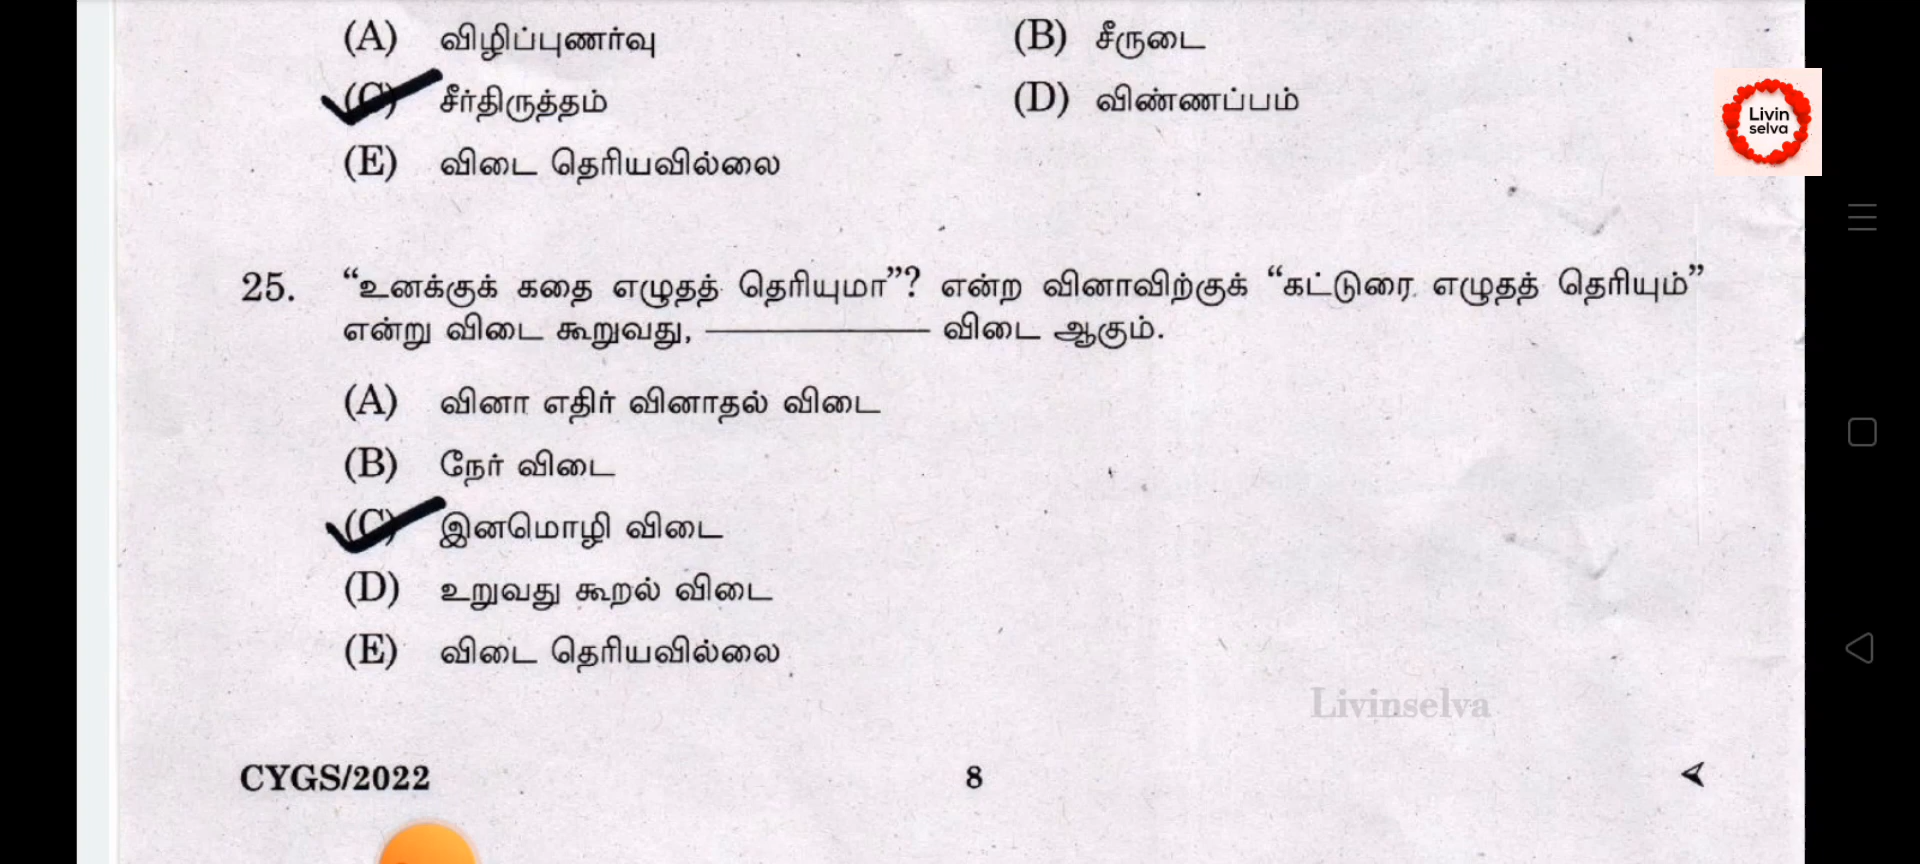 (A) விழிப்புணர்வு (B) சீருடை
(C) சீர்திருத்தம் (D) விண்ணப்பம்
(E) விடை தெரியவில்லை
Livin
selva
25. “உனக்குக் கதை எழுதத் தெரியுமா”? என்ற வினாவிற்குக் “கட்டுரை எழுதத் தெரியும்”
என்று விடை கூறுவது, ————— விடை ஆகும்.
(A) வினா எதிர் வினாதல் விடை
(B) நேர் விடை
(C) இனமொழி விடை
(D) உறுவது கூறல் விடை
(E) விடை தெரியவில்லை
Livinselva
CYGS/2022 8